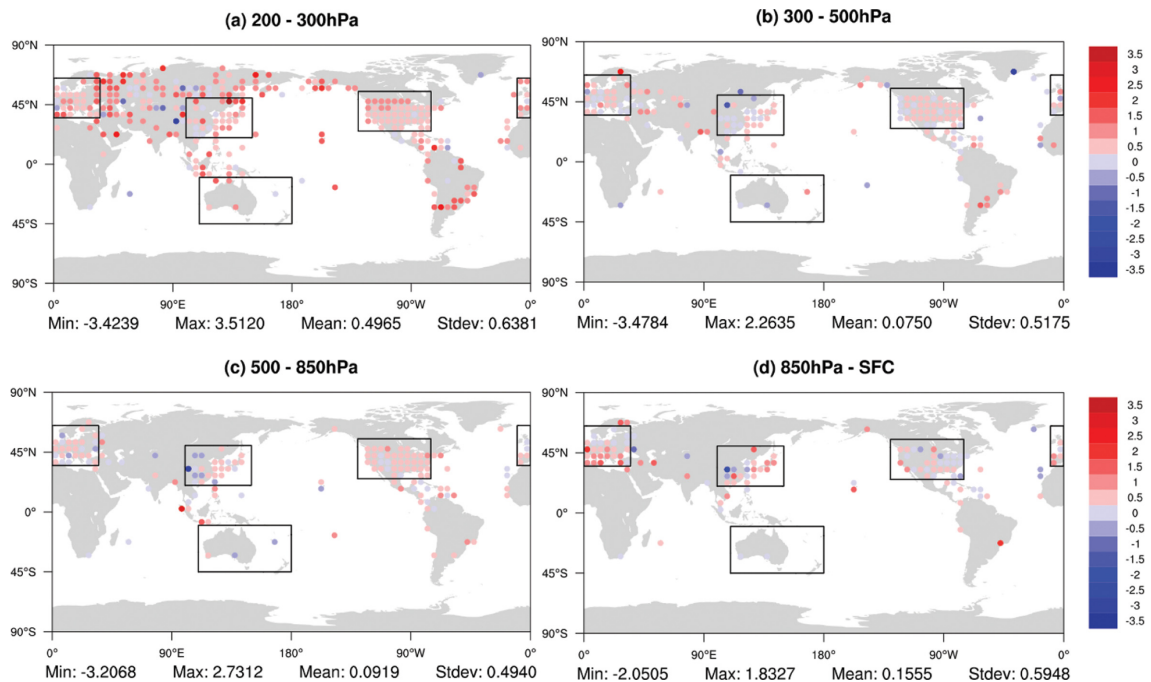 (a) 200 - 300hPa
90°N
45°N
0°
45°S
90°S
0° 90°E 180° 90°W 0°
Min: -3.4239 Max: 3.5120 Mean: 0.4965 Stdev: 0.6381
(b) 300 - 500hPa
90°N
45°N
0°
45°S
90°S
0° 90°E 180° 90°W 0°
Min: -3.4784 Max: 2.2635 Mean: 0.0750 Stdev: 0.5175
3.5
3
2.5
2
1.5
1
0.5
0
-0.5
-1
-1.5
-2
-2.5
-3
-3.5
(c) 500 - 850hPa
90°N
45°N
0°
45°S
90°S
0° 90°E 180° 90°W 0°
Min: -3.2068 Max: 2.7312 Mean: 0.0919 Stdev: 0.4940
(d) 850hPa - SFC
90°N
45°N
0°
45°S
90°S
0° 90°E 180° 90°W 0°
Min: -2.0505 Max: 1.8327 Mean: 0.1555 Stdev: 0.5948
3.5
3
2.5
2
1.5
1
0.5
0
-0.5
-1
-1.5
-2
-2.5
-3
-3.5